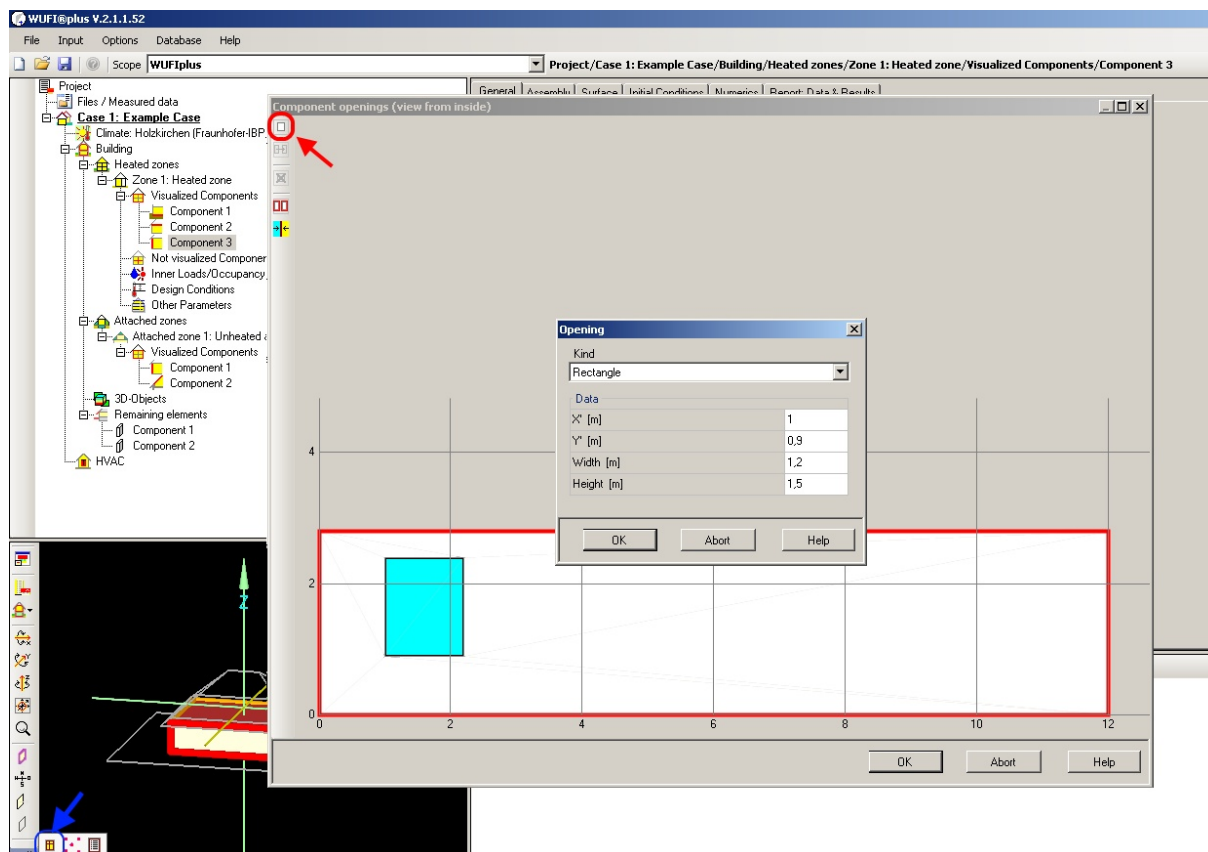 WUFI®plus V.2.1.1.52
File Input Options Database Help
Scope WUFIplus Project/Case 1: Example Case/Building/Heated zones/Zone 1: Heated zone/Visualized Components/Component 3
Project
Files / Measured data
Case 1: Example Case
Climate: Holzkirchen (Fraunhofer-IBP
Building
Heated zones
Zone 1: Heated zone
Visualized Components
Component 1
Component 2
Component 3
Not visualized Componer
Inner Loads/Occupancy
Design Conditions
Other Parameters
Attached zones
Attached zone 1: Unheated
Visualized Components
Component 1
Component 2
3D-Objects
Remaining elements
Component 1
Component 2
HVAC
General Assembly Surface Initial Conditions Numerics Report: Data & Results
Component openings (view from inside)
Opening
Kind
Rectangle
Data
X' [m] 1
Y' [m] 0,9
Width [m] 1,2
Height [m] 1,5
OK Abort Help
4
2
0
0 2 4 6 8 10 12
OK Abort Help
Z